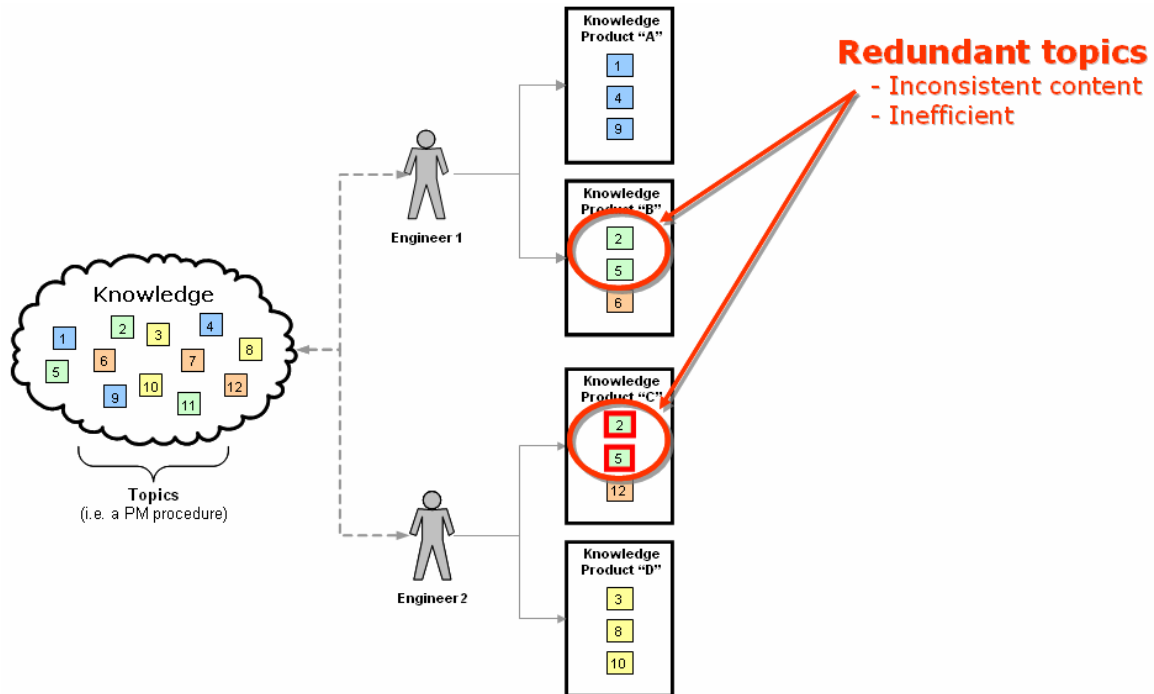 Knowledge
Product "A"
1
4
9
Redundant topics
- Inconsistent content
- Inefficient
Engineer 1
Knowledge
Product "B"
2
5
6
Knowledge
1
2
3
4
8
5
6
7
9
10
11
12
Topics
(i.e. a PM procedure)
Knowledge
Product "C"
2
5
12
Engineer 2
Knowledge
Product "D"
3
8
10